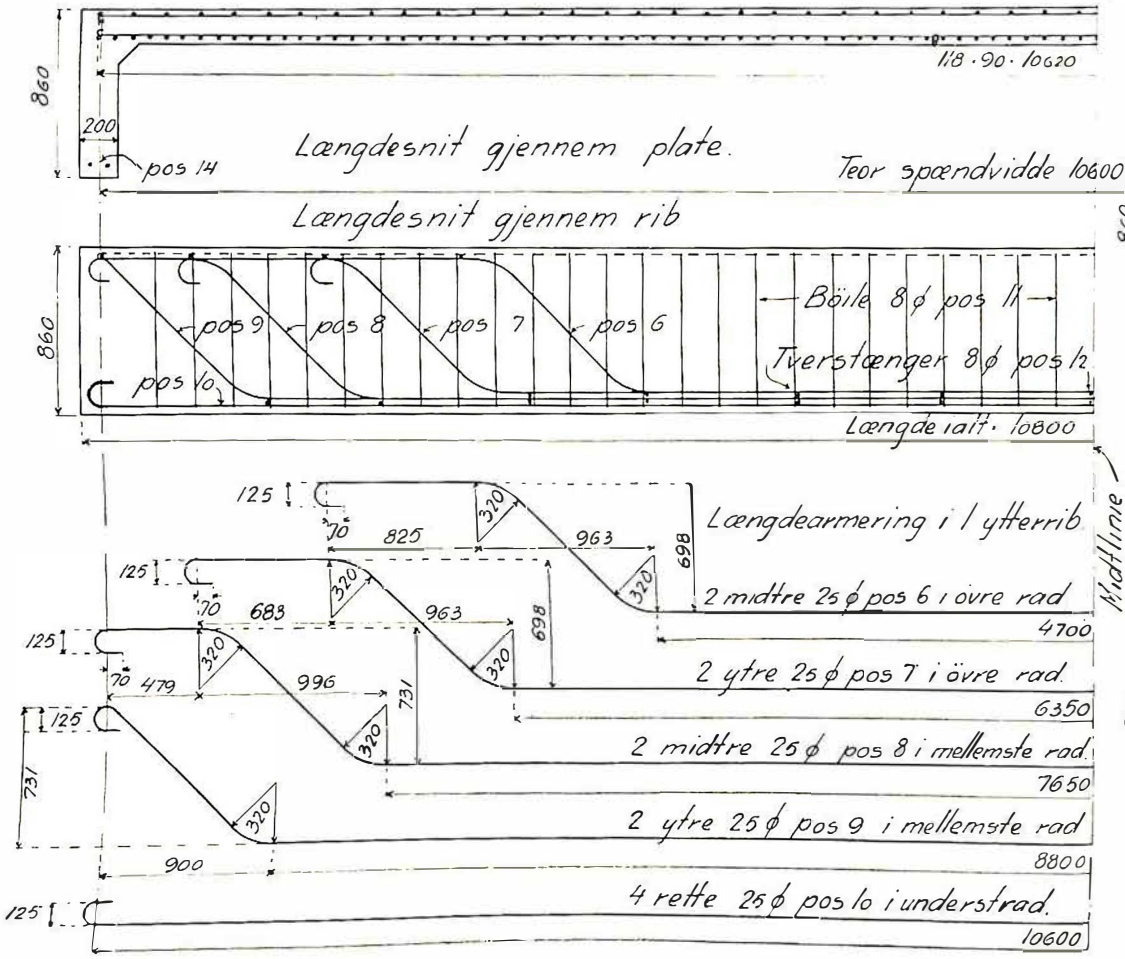 118·90·10620
860
200
pos 14
Længdesnit gjennem plate.
Teor spændvidde 10600
Længdesnit gjennem rib
860
860
pos 9
pos 8
pos 7
pos 6
Böile 8 ϕ pos 11
pos 10
Tverstænger 8 ϕ pos 12
Længde ialt· 10800
Midtlinie
125
70
320
825
963
320
698
Længdearmering i 1 ytterrib
2 midtre 25 ϕ pos 6 i övre rad
4700
125
70
320
683
963
320
698
2 ytre 25 ϕ pos 7 i övre rad.
6350
125
70
320
479
996
320
731
2 midtre 25 ϕ pos 8 i mellemste rad.
7650
125
731
320
900
2 ytre 25 ϕ pos 9 i mellemste rad
8800
125
4 rette 25 ϕ pos 10 i understrad.
10600